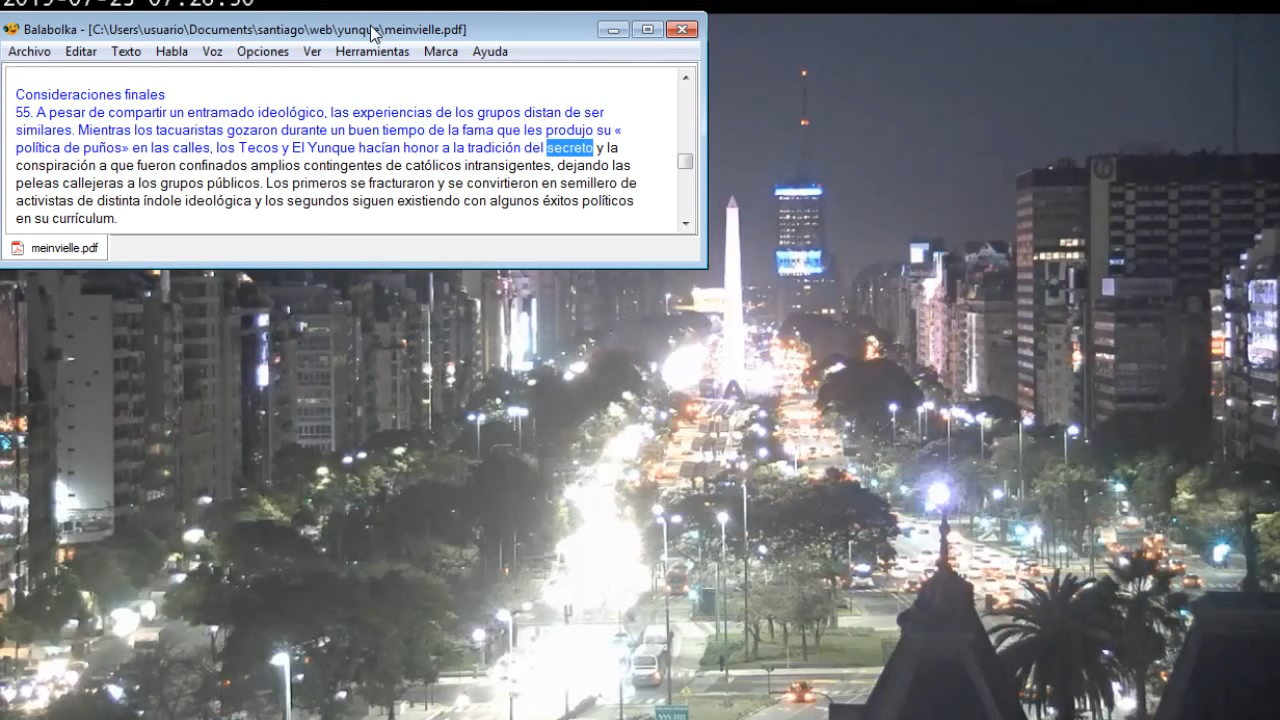 Balabolka - [C:\Users\usuario\Documents\santiago\web\yunque\meinvielle.pdf]
Archivo Editar Texto Habla Voz Opciones Ver Herramientas Marca Ayuda
Consideraciones finales
55. A pesar de compartir un entramado ideológico, las experiencias de los grupos distan de ser
similares. Mientras los tacuaristas gozaron durante un buen tiempo de la fama que les produjo su «
política de puños» en las calles, los Tecos y El Yunque hacían honor a la tradición del secreto y la
conspiración a que fueron confinados amplios contingentes de católicos intransigentes, dejando las
peleas callejeras a los grupos públicos. Los primeros se fracturaron y se convirtieron en semillero de
activistas de distinta índole ideológica y los segundos siguen existiendo con algunos éxitos políticos
en su currículum.
meinvielle.pdf